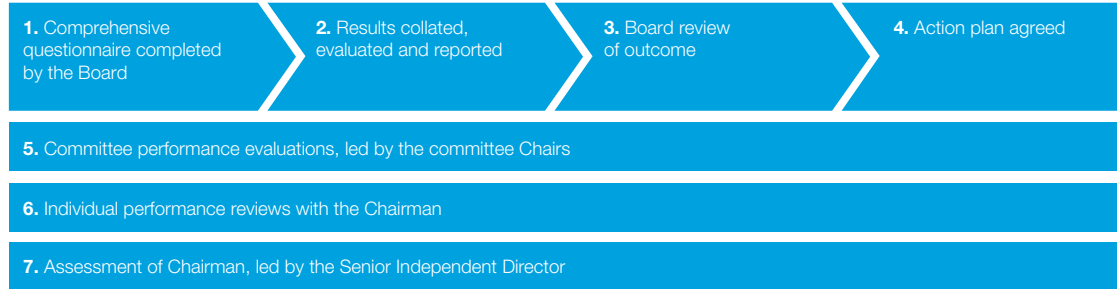 1. Comprehensive
questionnaire completed
by the Board
2. Results collated,
evaluated and reported
3. Board review
of outcome
4. Action plan agreed
5. Committee performance evaluations, led by the committee Chairs
6. Individual performance reviews with the Chairman
7. Assessment of Chairman, led by the Senior Independent Director